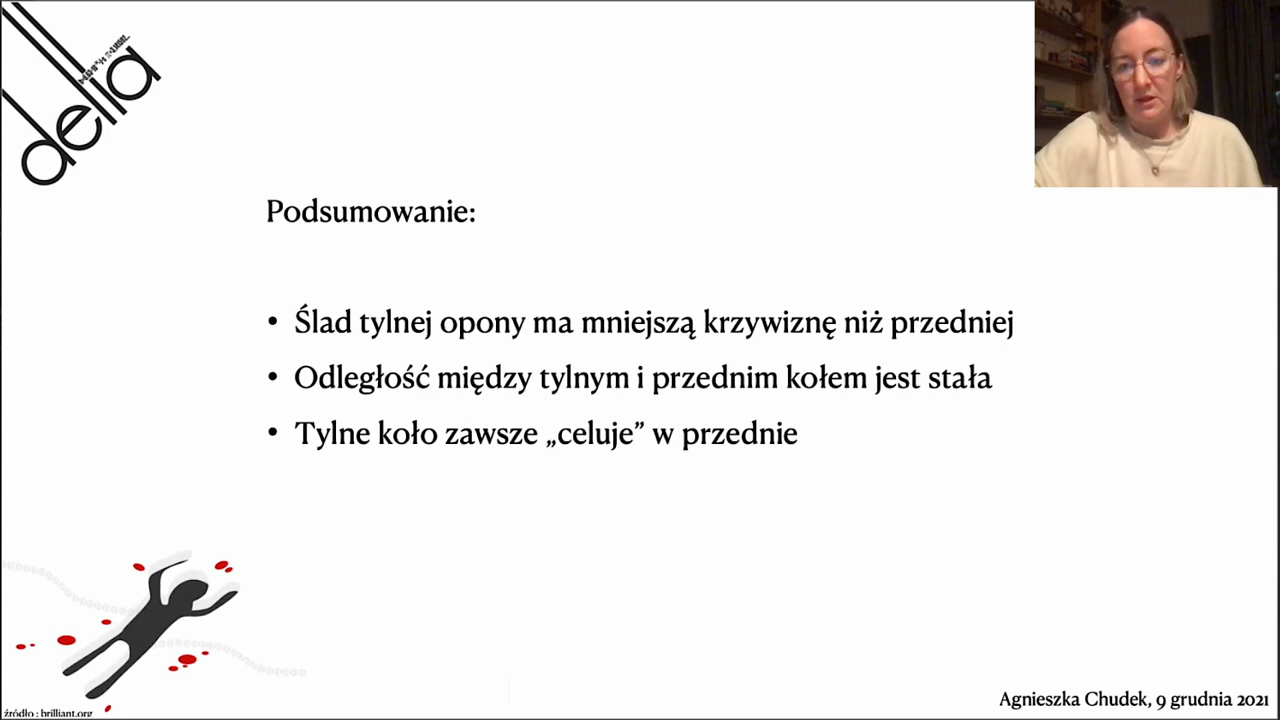 delta
Podsumowanie:
• Ślad tylnej opony ma mniejszą krzywiznę niż przedniej
• Odległość między tylnym i przednim kołem jest stała
• Tylne koło zawsze „celuje” w przednie
źródło : brilliant.org
Agnieszka Chudek, 9 grudnia 2021